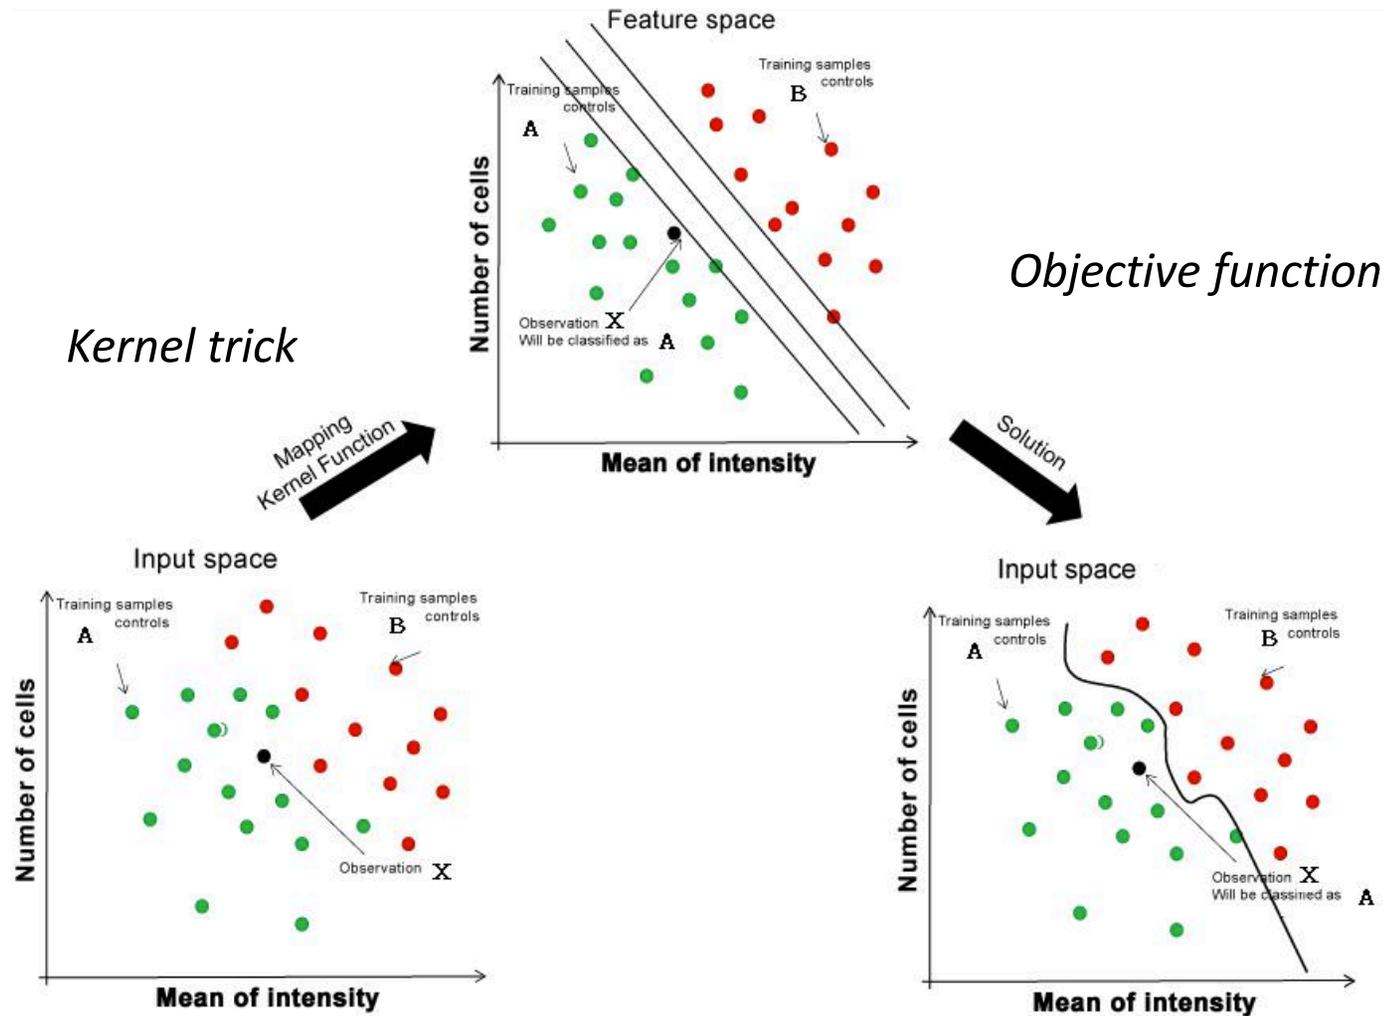 Feature space
Training samples
controls
A
Training samples
controls
B
Number of cells
Observation X
Will be classified as A
Mean of intensity
Objective function
Kernel trick
Mapping
Kernel Function
Solution
Input space
Training samples
controls
A
Training samples
controls
B
Number of cells
Observation X
Mean of intensity
Input space
Training samples
controls
A
Training samples
controls
B
Number of cells
Observation X
Will be classified as A
Mean of intensity